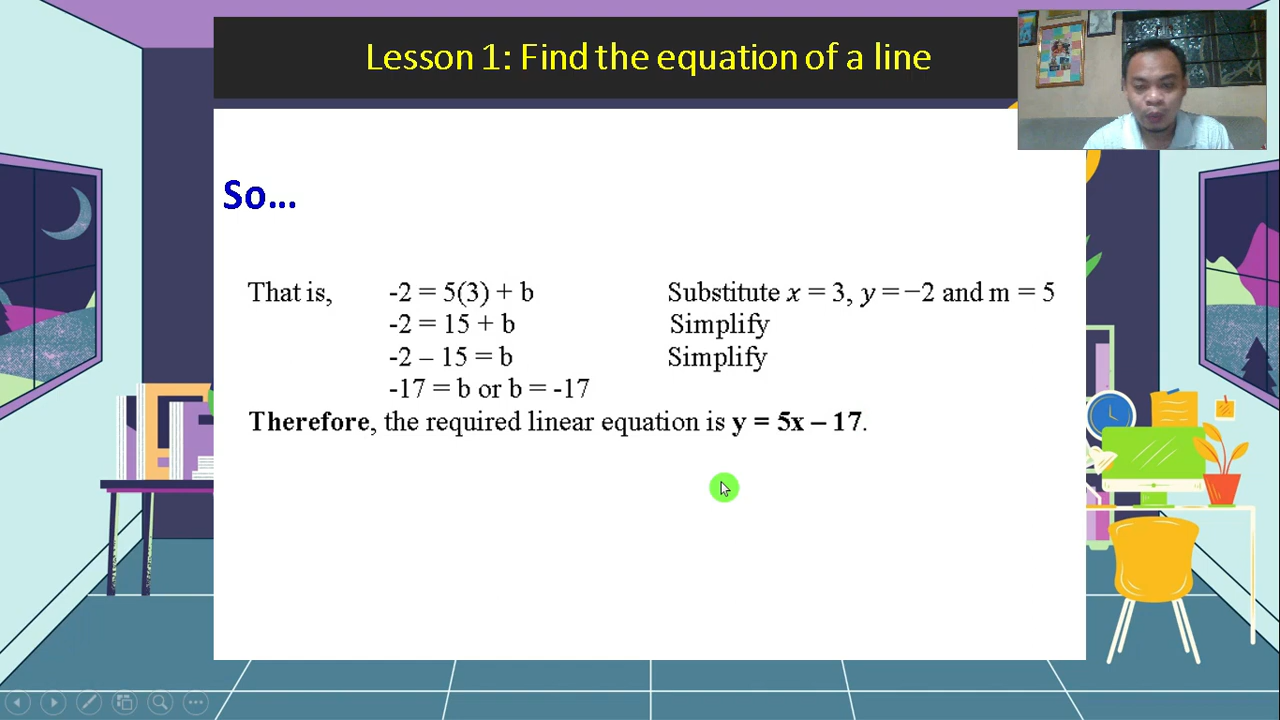 Lesson 1: Find the equation of a line
So...
That is, -2 = 5(3) + b Substitute x = 3, y = −2 and m = 5
-2 = 15 + b Simplify
-2 – 15 = b Simplify
-17 = b or b = -17
Therefore, the required linear equation is y = 5x – 17.